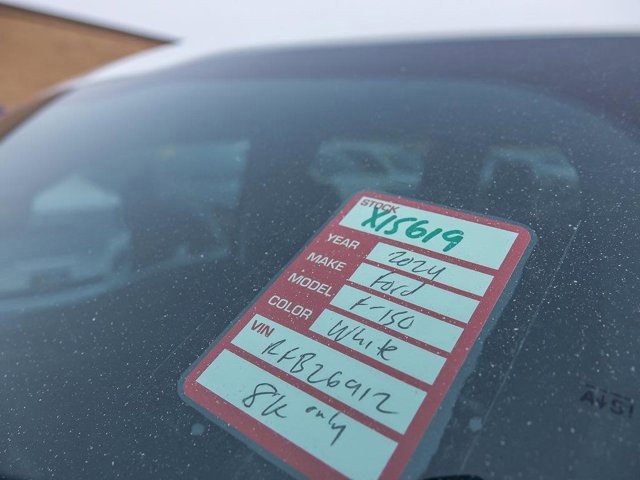 STOCK X15619
YEAR 2024
MAKE Ford
MODEL F-150
COLOR White
VIN RFB26912
8k only